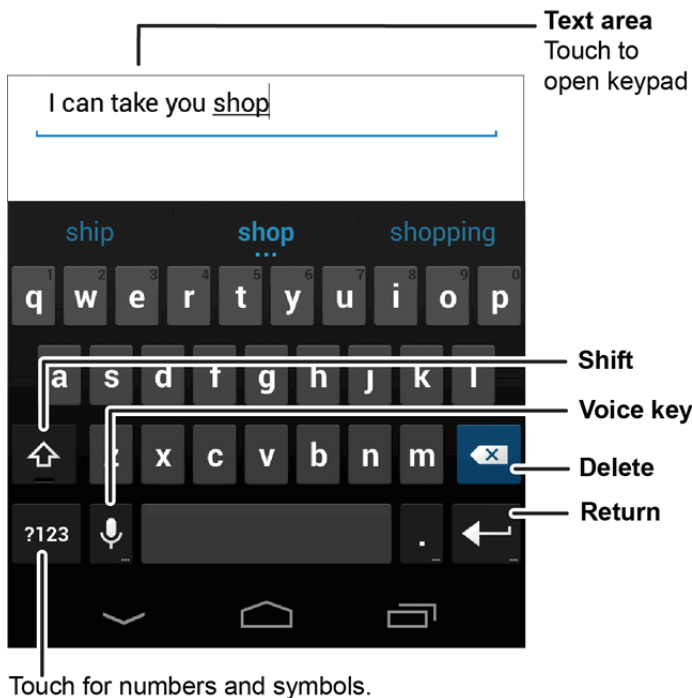 Text area
Touch to
open keypad
I can take you shop
ship shop shopping
1 2 3 4 5 6 7 8 9 0
q w e r t y u i o p
a s d f g h j k l
Shift
Voice key
z x c v b n m
Delete
Return
?123 . ...
Touch for numbers and symbols.